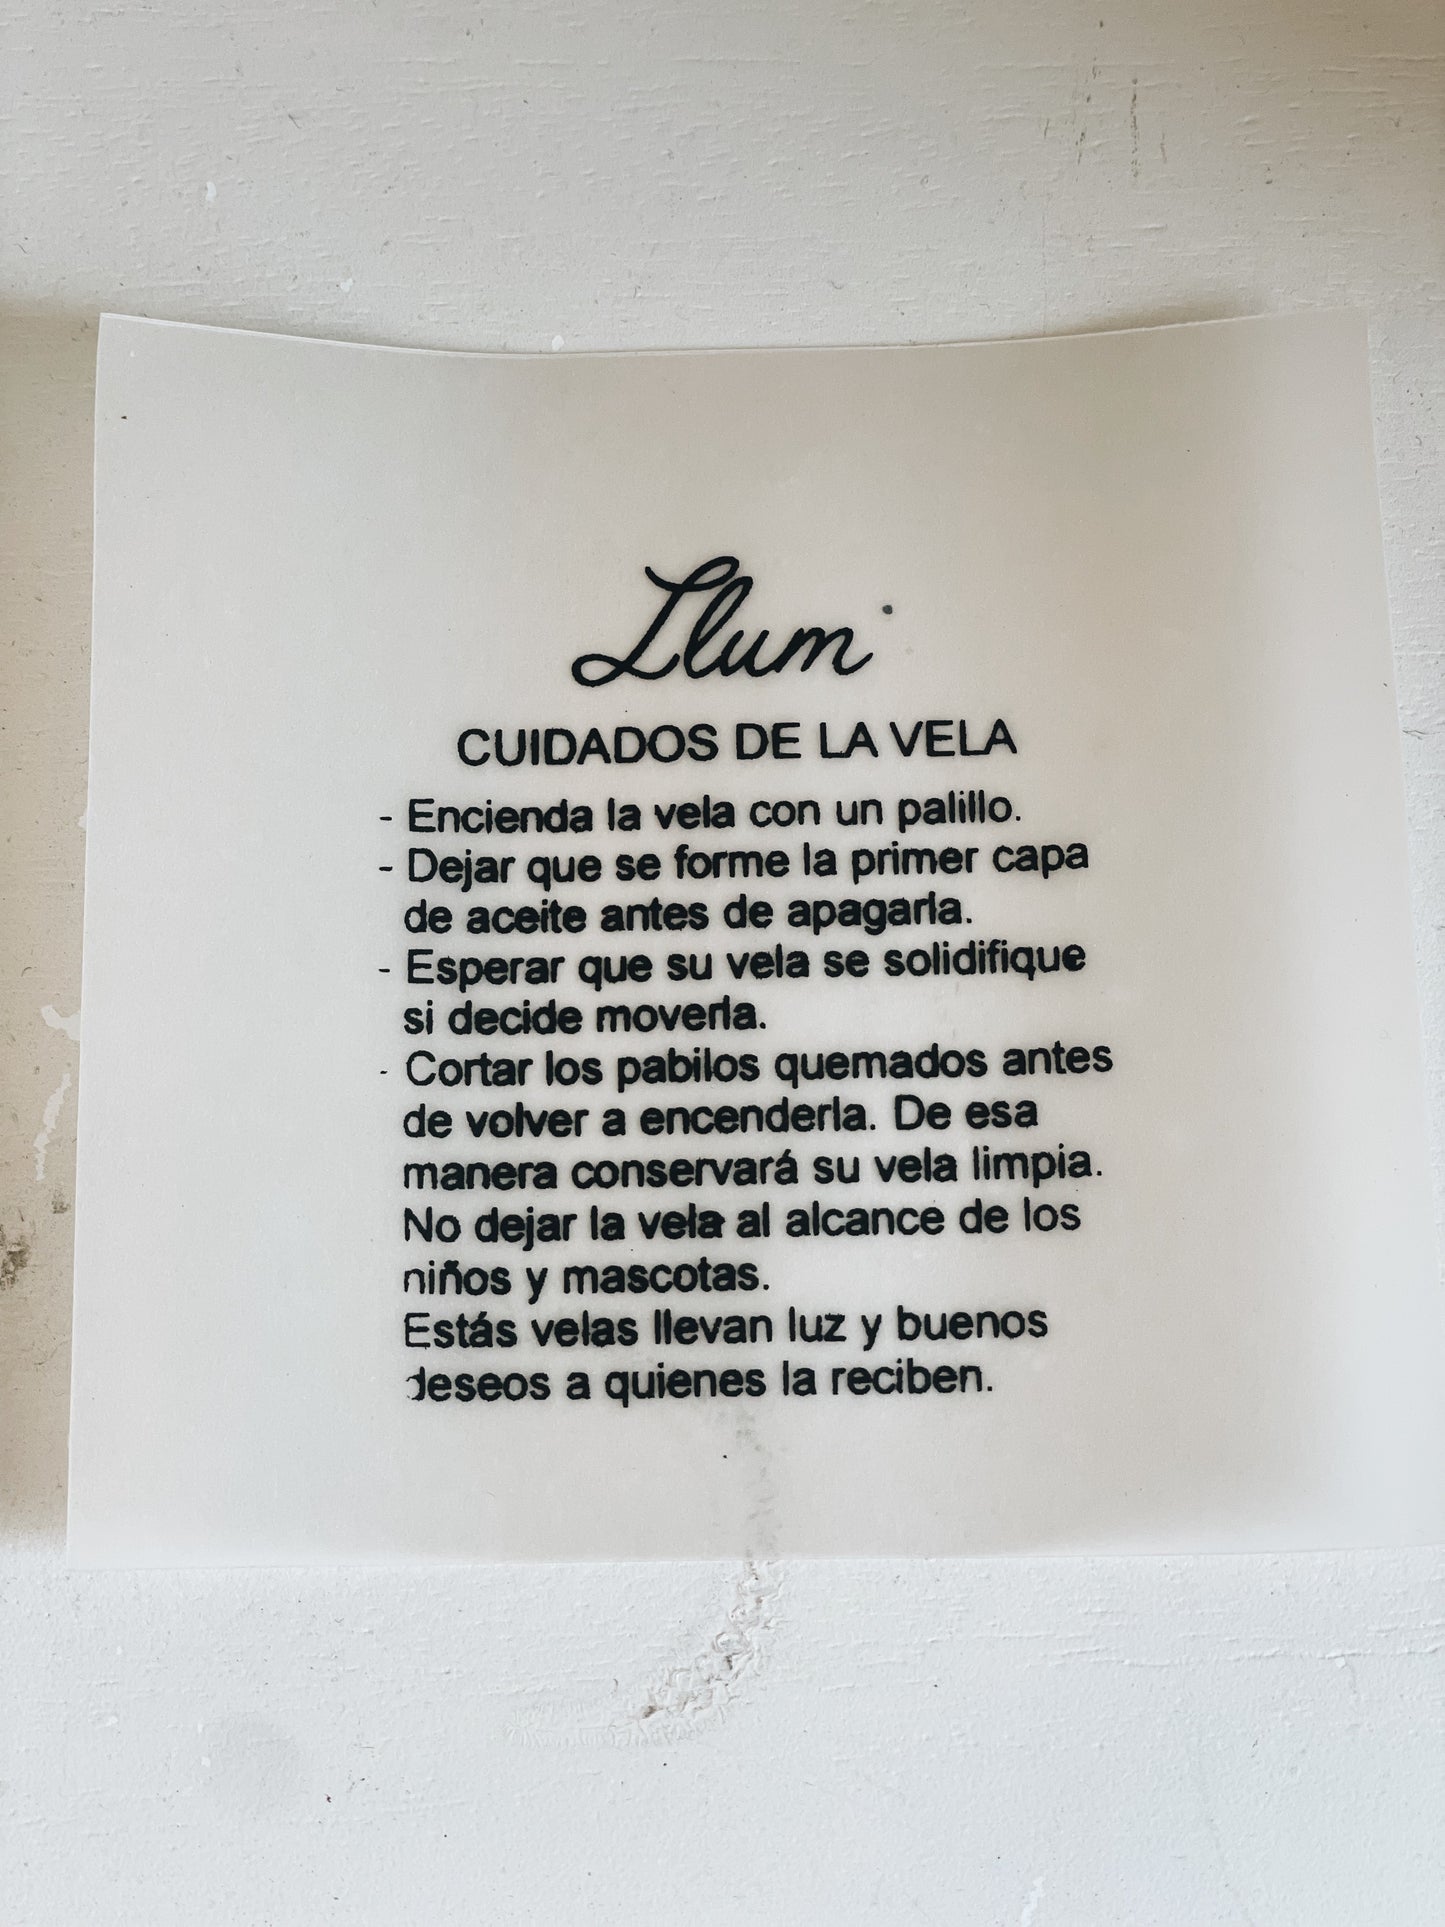 Llum
CUIDADOS DE LA VELA
- Encienda la vela con un palillo.
- Dejar que se forme la primer capa
de aceite antes de apagarla.
- Esperar que su vela se solidifique
si decide moverla.
- Cortar los pabilos quemados antes
de volver a encenderla. De esa
manera conservará su vela limpia.
No dejar la vela al alcance de los
niños y mascotas.
Estás velas llevan luz y buenos
deseos a quienes la reciben.